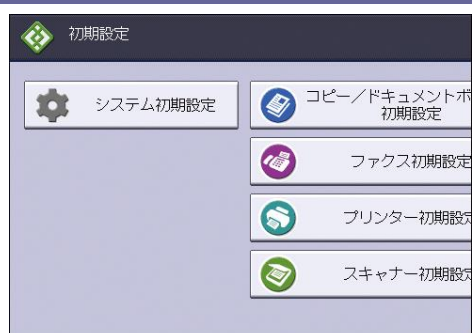 初期設定
システム初期設定
コピー/ドキュメントボ
初期設定
ファクス初期設定
プリンター初期設定
スキャナー初期設定